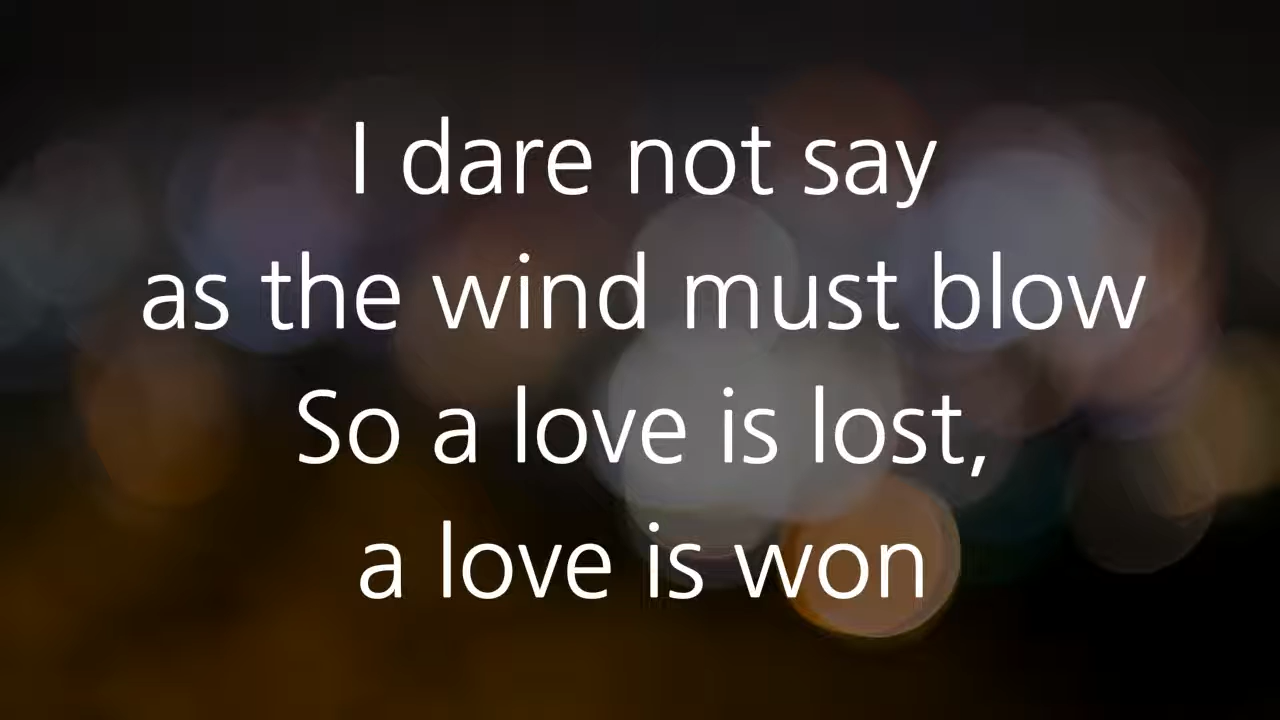 I dare not say
as the wind must blow
So a love is lost,
a love is won